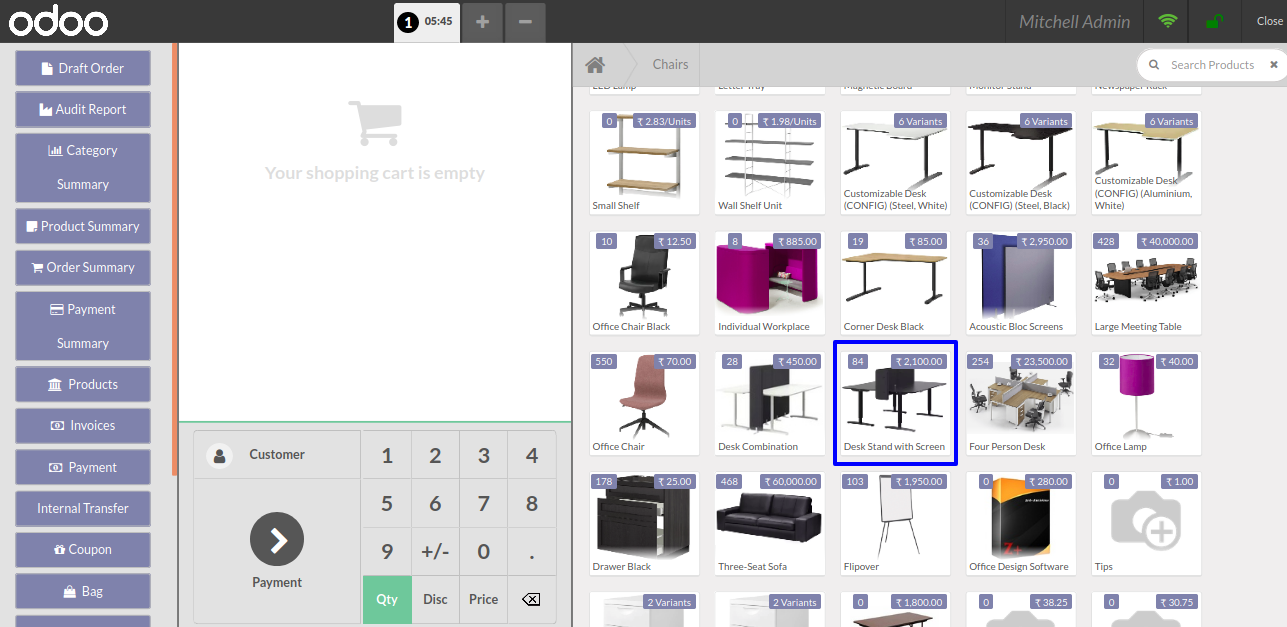 odoo
1 05:45
Mitchell Admin
Close
Draft Order
Audit Report
Category
Summary
Product Summary
Order Summary
Payment
Summary
Products
Invoices
Payment
Internal Transfer
Coupon
Bag
Your shopping cart is empty
Customer
Payment
1 2 3 4
5 6 7 8
9 +/- 0 .
Qty Disc Price
Chairs
Search Products
LED Lamp
Letter Tray
Magnetic Board
Monitor Stand
Newspaper Rack
0 ₹ 2.83/Units
Small Shelf
0 ₹ 1.98/Units
Wall Shelf Unit
6 Variants
Customizable Desk
(CONFIG) (Steel, White)
6 Variants
Customizable Desk
(CONFIG) (Steel, Black)
6 Variants
Customizable Desk
(CONFIG) (Aluminium,
White)
10 ₹ 12.50
Office Chair Black
8 ₹ 885.00
Individual Workplace
19 ₹ 85.00
Corner Desk Black
36 ₹ 2,950.00
Acoustic Bloc Screens
428 ₹ 40,000.00
Large Meeting Table
550 ₹ 70.00
Office Chair
28 ₹ 450.00
Desk Combination
84 ₹ 2,100.00
Desk Stand with Screen
254 ₹ 23,500.00
Four Person Desk
32 ₹ 40.00
Office Lamp
178 ₹ 25.00
Drawer Black
468 ₹ 60,000.00
Three-Seat Sofa
103 ₹ 1,950.00
Flipover
0 ₹ 280.00
Z+
Office Design Software
0 ₹ 1.00
Tips
2 Variants
2 Variants
0 ₹ 1,800.00
0 ₹ 38.25
0 ₹ 30.75